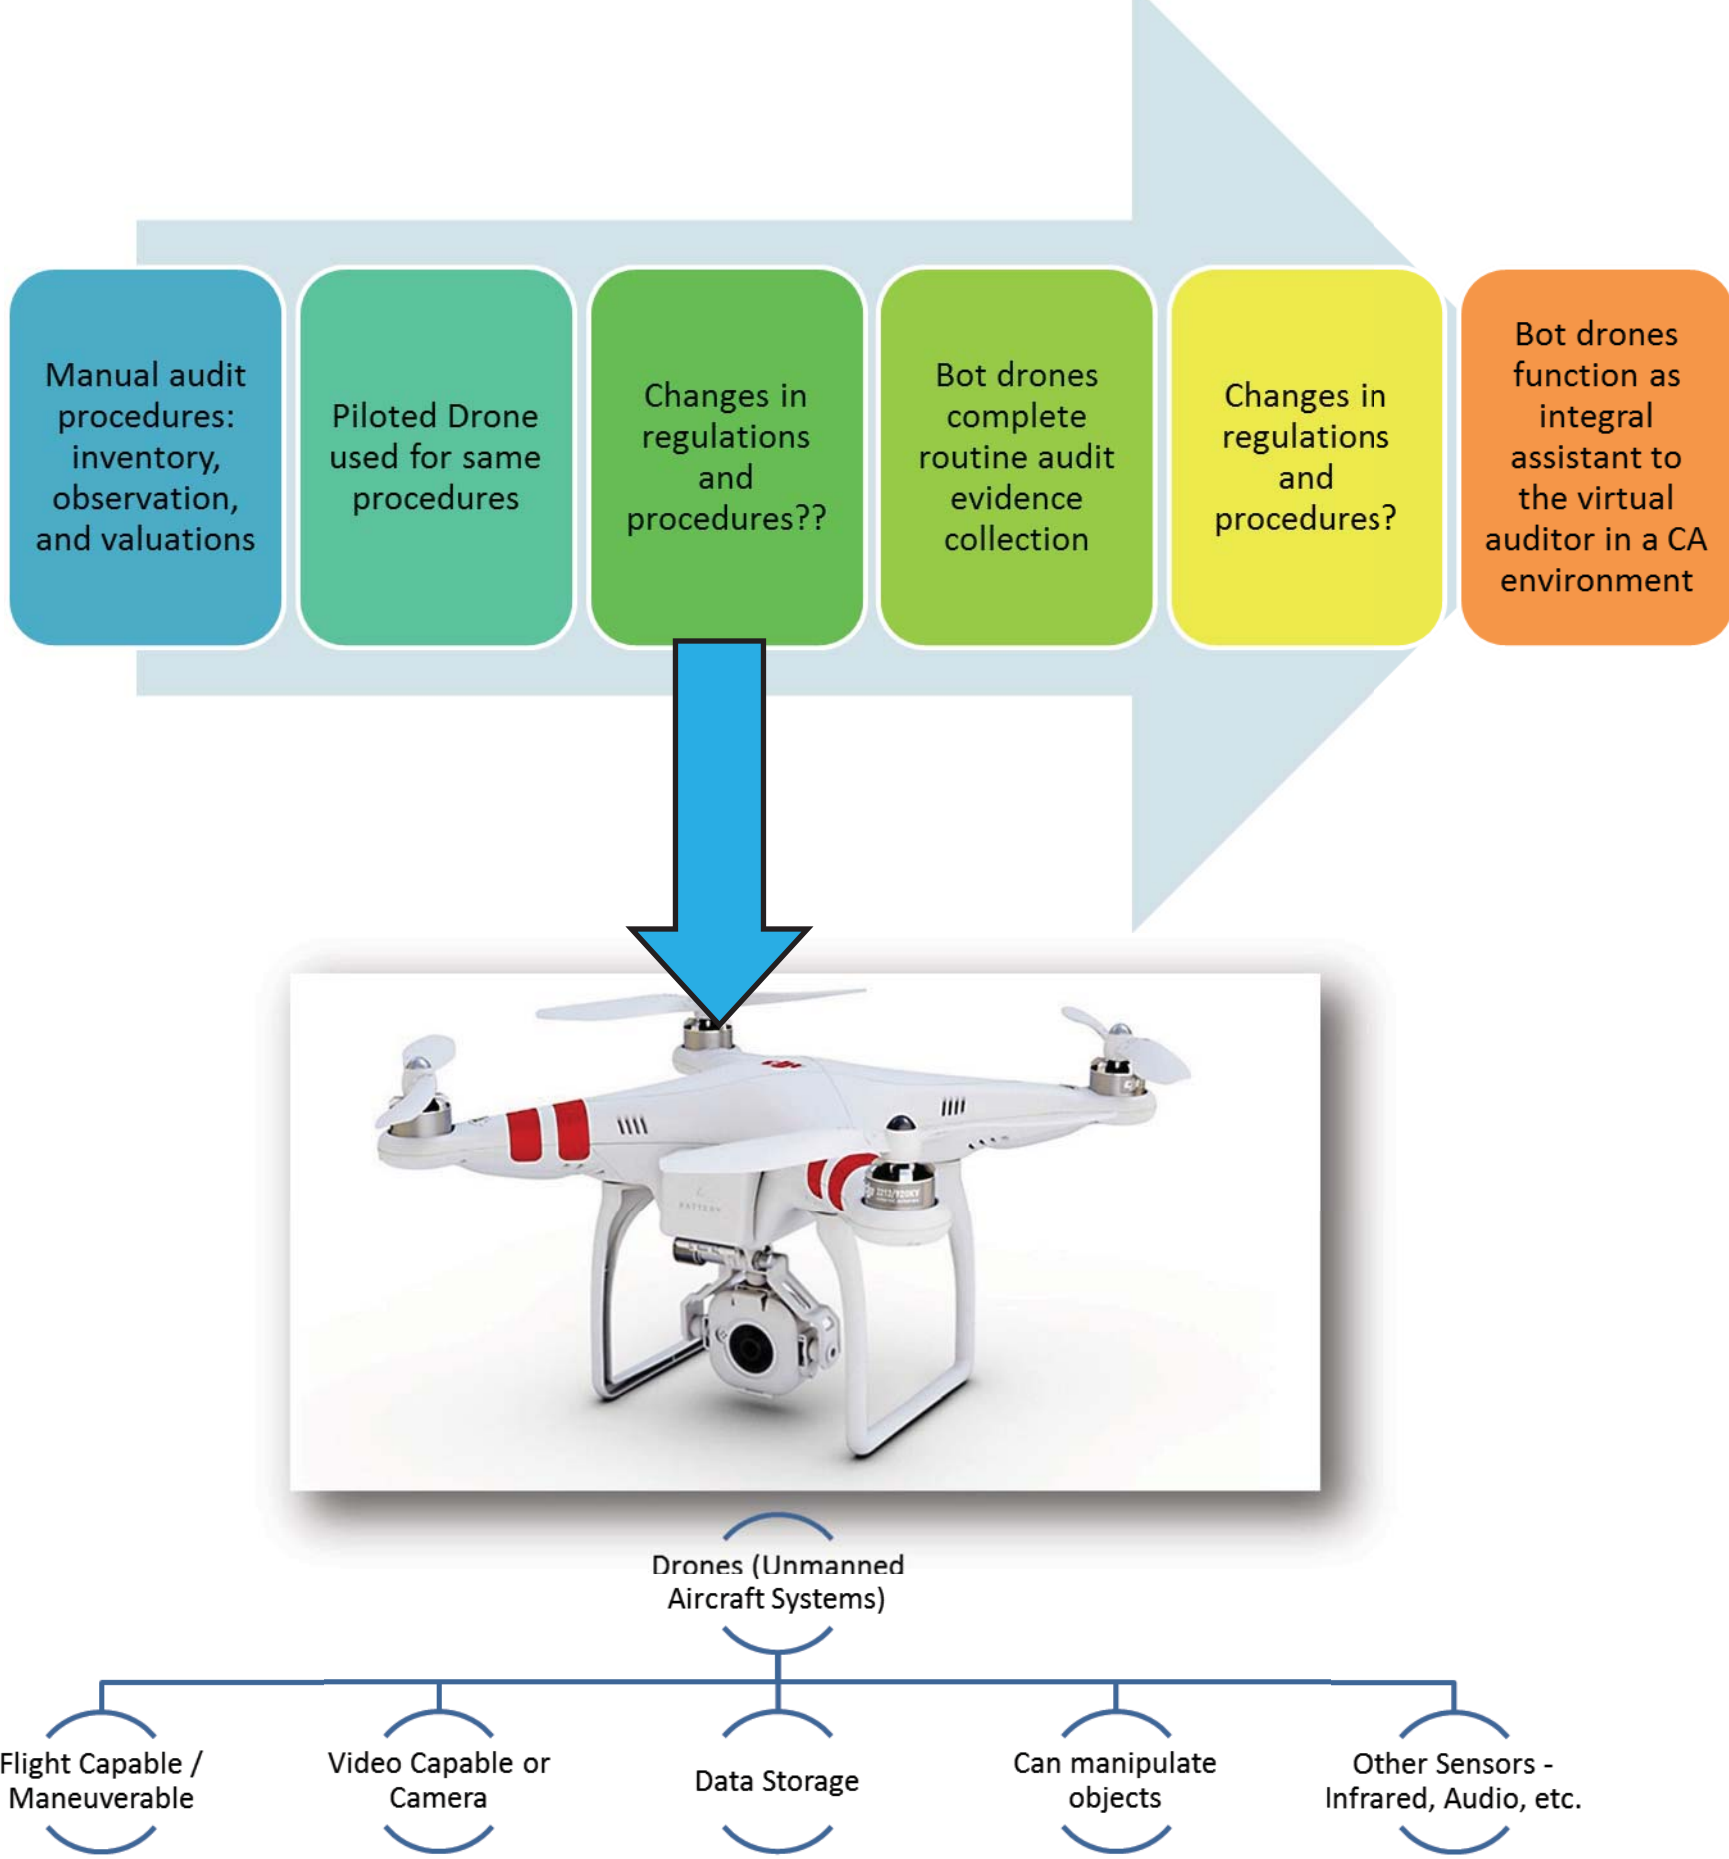 Manual audit
procedures:
inventory,
observation,
and valuations
Piloted Drone
used for same
procedures
Changes in
regulations
and
procedures??
Bot drones
complete
routine audit
evidence
collection
Changes in
regulations
and
procedures?
Bot drones
function as
integral
assistant to
the virtual
auditor in a CA
environment
BATTERY
2212/920KV
Drones (Unmanned
Aircraft Systems)
Flight Capable /
Maneuverable
Video Capable or
Camera
Data Storage
Can manipulate
objects
Other Sensors -
Infrared, Audio, etc.